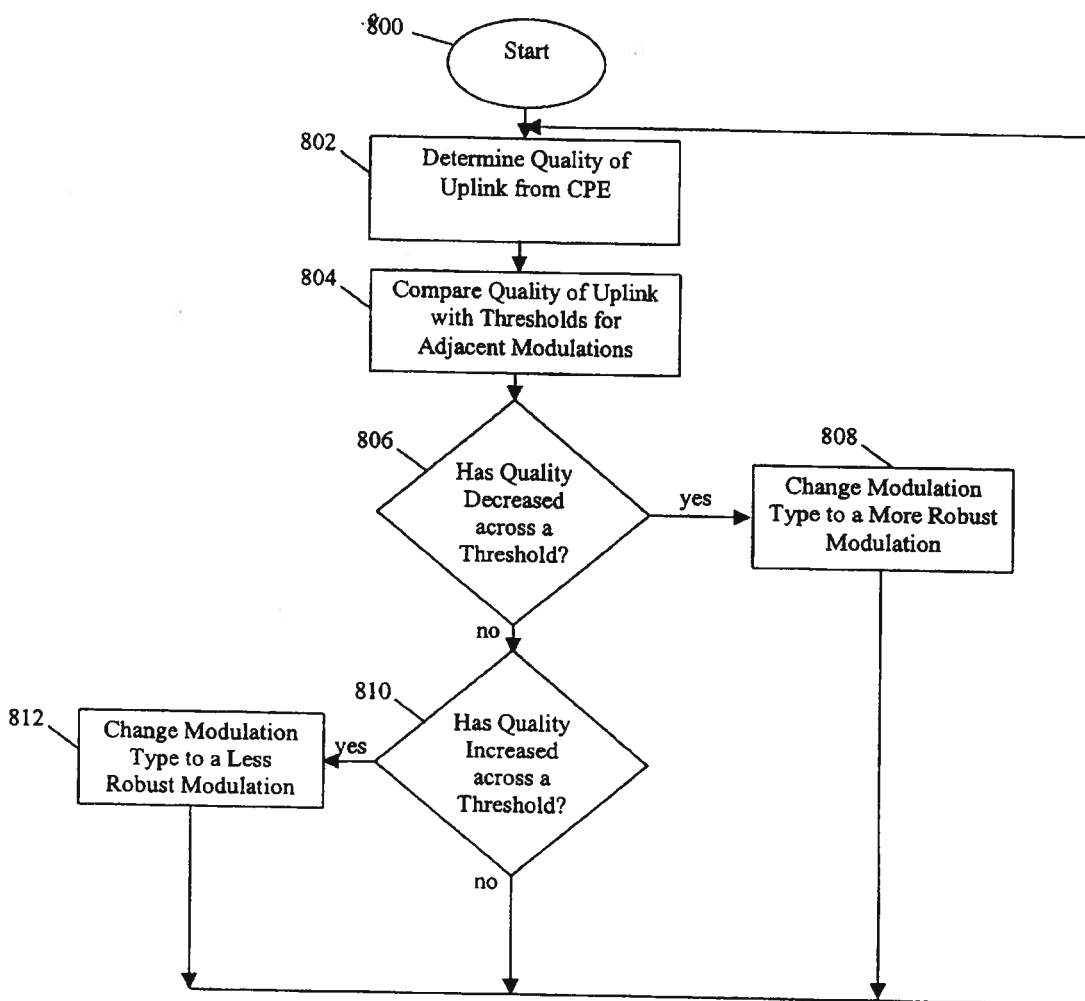 800
Start
802
Determine Quality of
Uplink from CPE
804
Compare Quality of Uplink
with Thresholds for
Adjacent Modulations
806
Has Quality
Decreased
across a
Threshold?
yes
808
Change Modulation
Type to a More Robust
Modulation
no
810
Has Quality
Increased
across a
Threshold?
yes
812
Change Modulation
Type to a Less
Robust Modulation
no